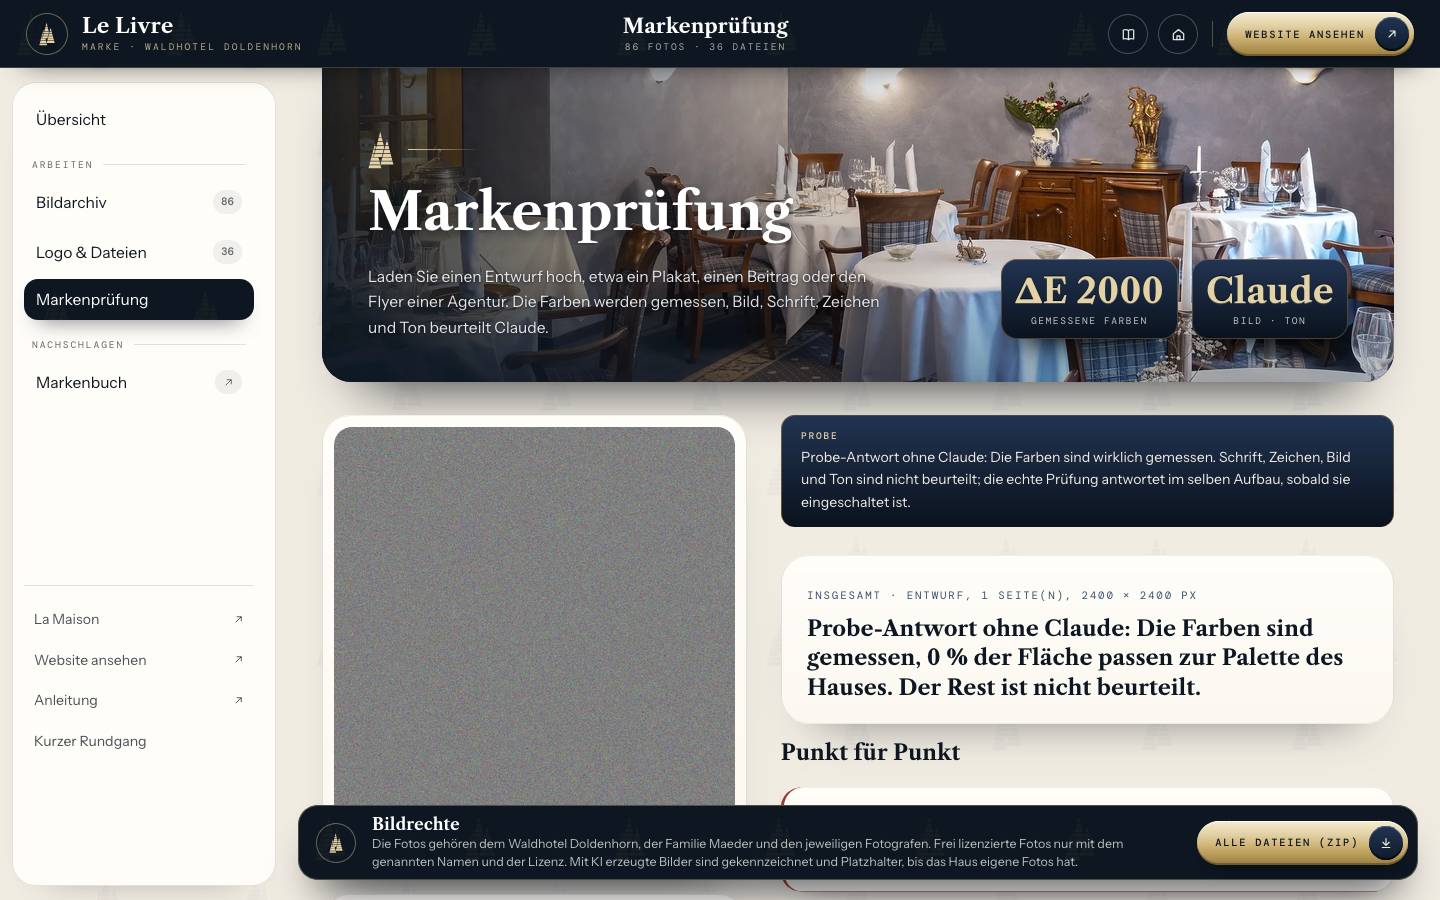 Le Livre
MARKE · WALDHOTEL DOLDENHORN
Markenprüfung
86 FOTOS · 36 DATEIEN
WEBSITE ANSEHEN
Übersicht
ARBEITEN
Bildarchiv 86
Logo & Dateien 36
Markenprüfung
NACHSCHLAGEN
Markenbuch
La Maison
Website ansehen
Anleitung
Kurzer Rundgang
Markenprüfung
Laden Sie einen Entwurf hoch, etwa ein Plakat, einen Beitrag oder den
Flyer einer Agentur. Die Farben werden gemessen, Bild, Schrift, Zeichen
und Ton beurteilt Claude.
ΔE 2000
GEMESSENE FARBEN
Claude
BILD · TON
PROBE
Probe-Antwort ohne Claude: Die Farben sind wirklich gemessen. Schrift, Zeichen, Bild
und Ton sind nicht beurteilt; die echte Prüfung antwortet im selben Aufbau, sobald sie
eingeschaltet ist.
INSGESAMT · ENTWURF, 1 SEITE(N), 2400 × 2400 PX
Probe-Antwort ohne Claude: Die Farben sind
gemessen, 0 % der Fläche passen zur Palette des
Hauses. Der Rest ist nicht beurteilt.
Punkt für Punkt
Bildrechte
Die Fotos gehören dem Waldhotel Doldenhorn, der Familie Maeder und den jeweiligen Fotografen. Frei lizenzierte Fotos nur mit dem
genannten Namen und der Lizenz. Mit KI erzeugte Bilder sind gekennzeichnet und Platzhalter, bis das Haus eigene Fotos hat.
ALLE DATEIEN (ZIP)